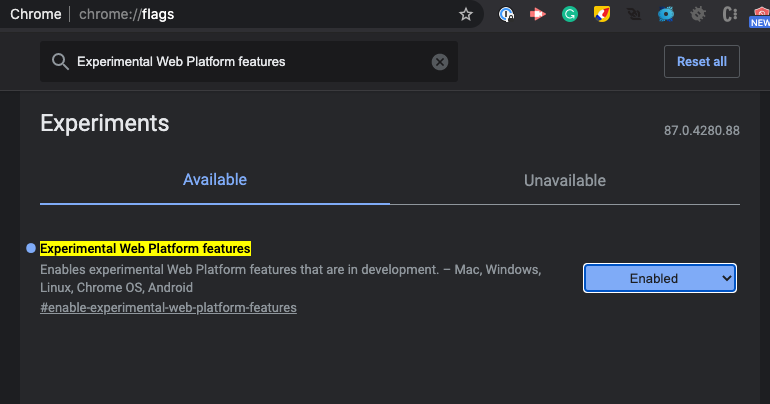 Chrome chrome://flags
NEW
Experimental Web Platform features
Reset all
Experiments
87.0.4280.88
Available
Unavailable
Experimental Web Platform features
Enables experimental Web Platform features that are in development. – Mac, Windows,
Linux, Chrome OS, Android
#enable-experimental-web-platform-features
Enabled